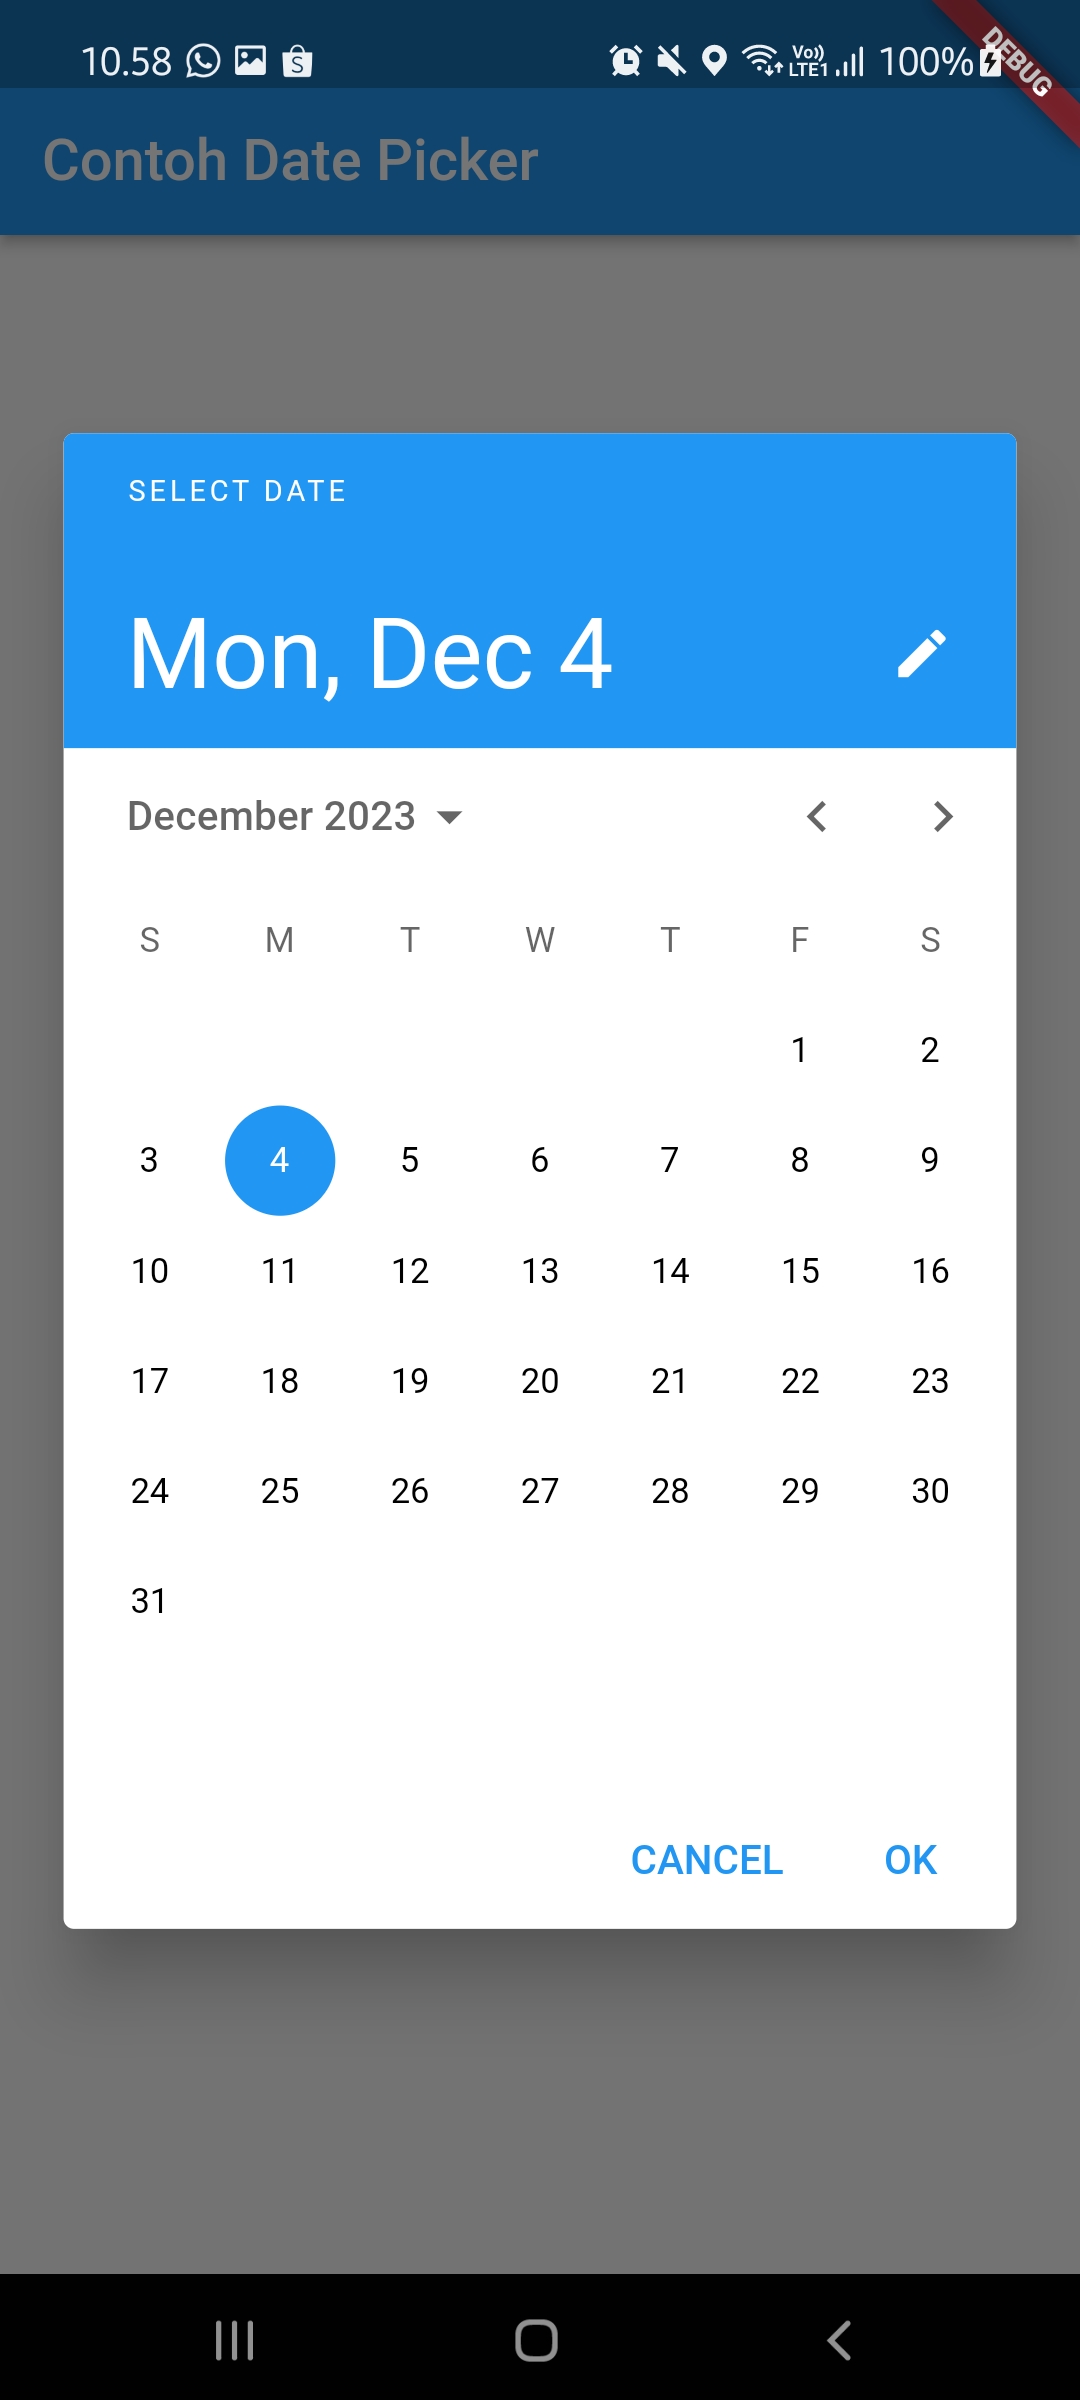 10.58 S Vo)) LTE1 100%
DEBUG
Contoh Date Picker
SELECT DATE
Mon, Dec 4
December 2023
S M T W T F S
1 2
3 4 5 6 7 8 9
10 11 12 13 14 15 16
17 18 19 20 21 22 23
24 25 26 27 28 29 30
31
CANCEL OK